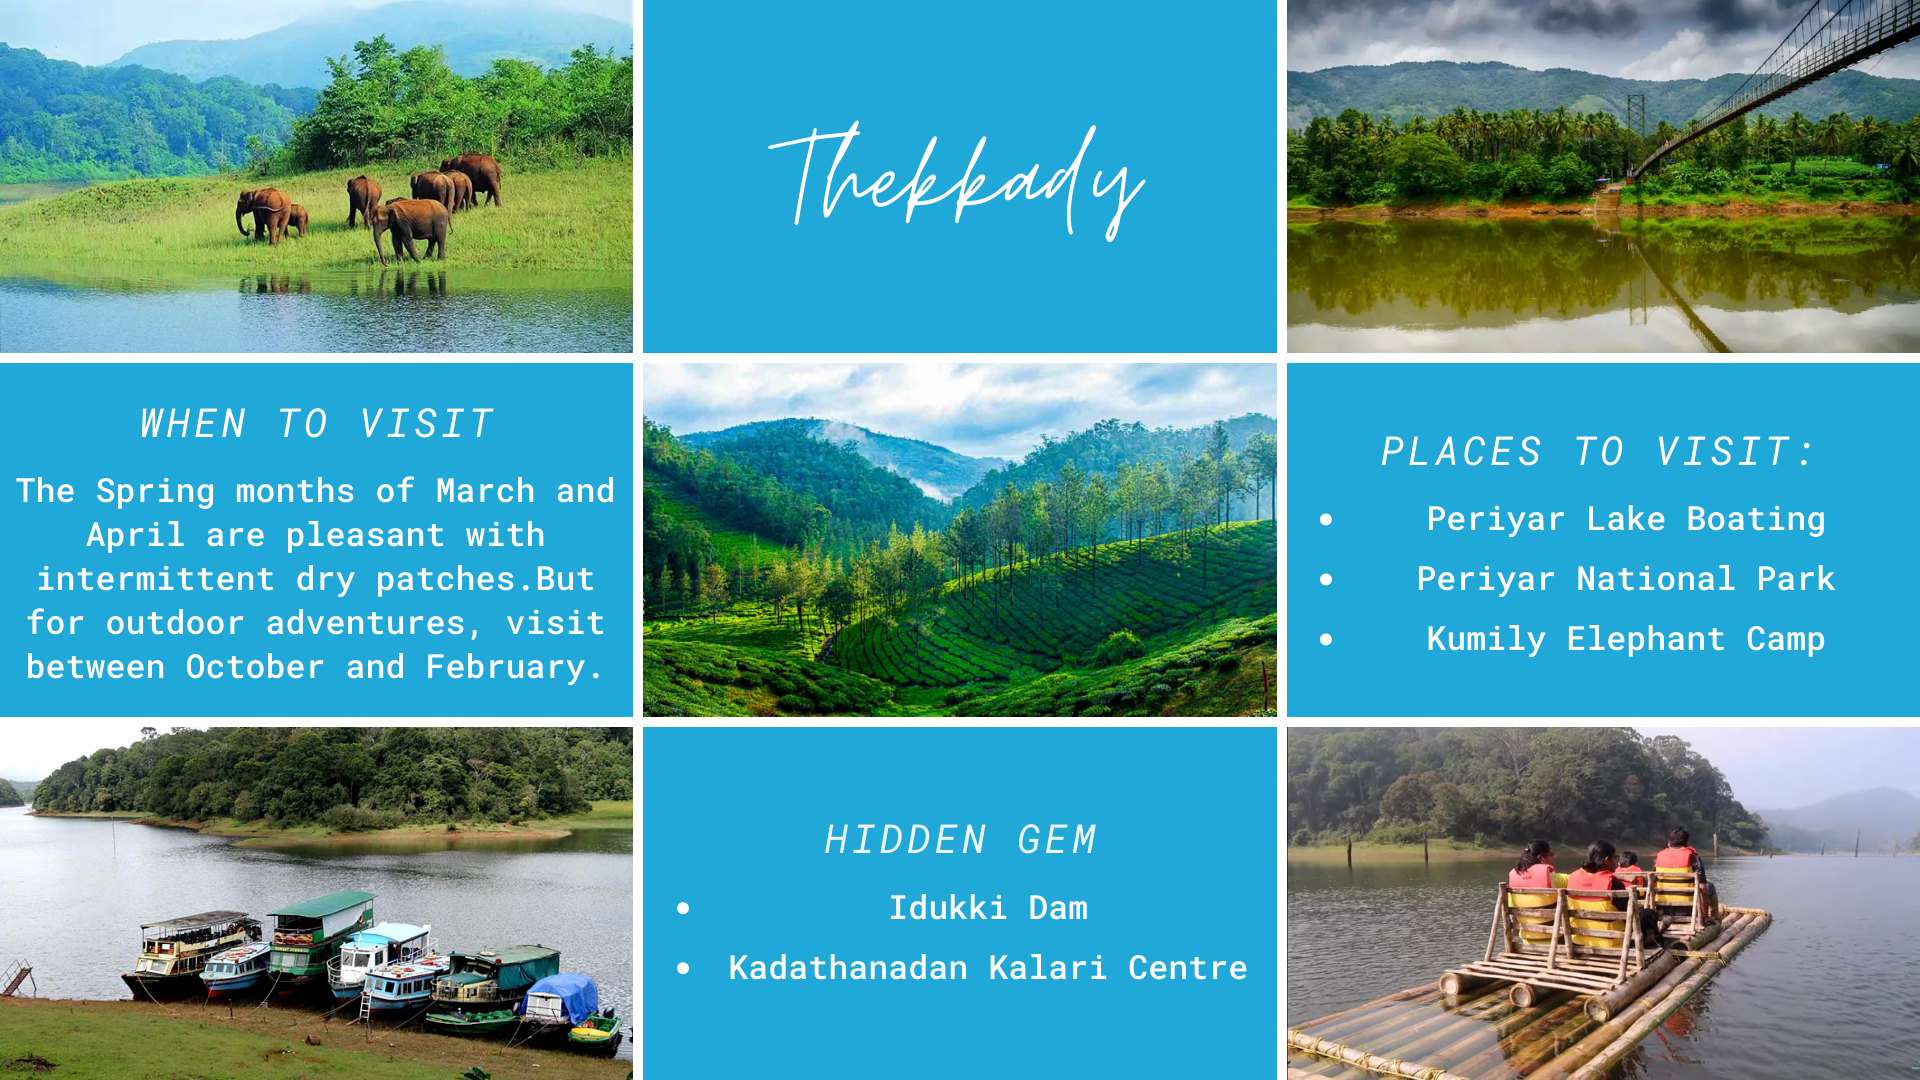 Thekkady
WHEN TO VISIT
The Spring months of March and
April are pleasant with
intermittent dry patches.But
for outdoor adventures, visit
between October and February.
PLACES TO VISIT:
• Periyar Lake Boating
• Periyar National Park
• Kumily Elephant Camp
HIDDEN GEM
• Idukki Dam
• Kadathanadan Kalari Centre